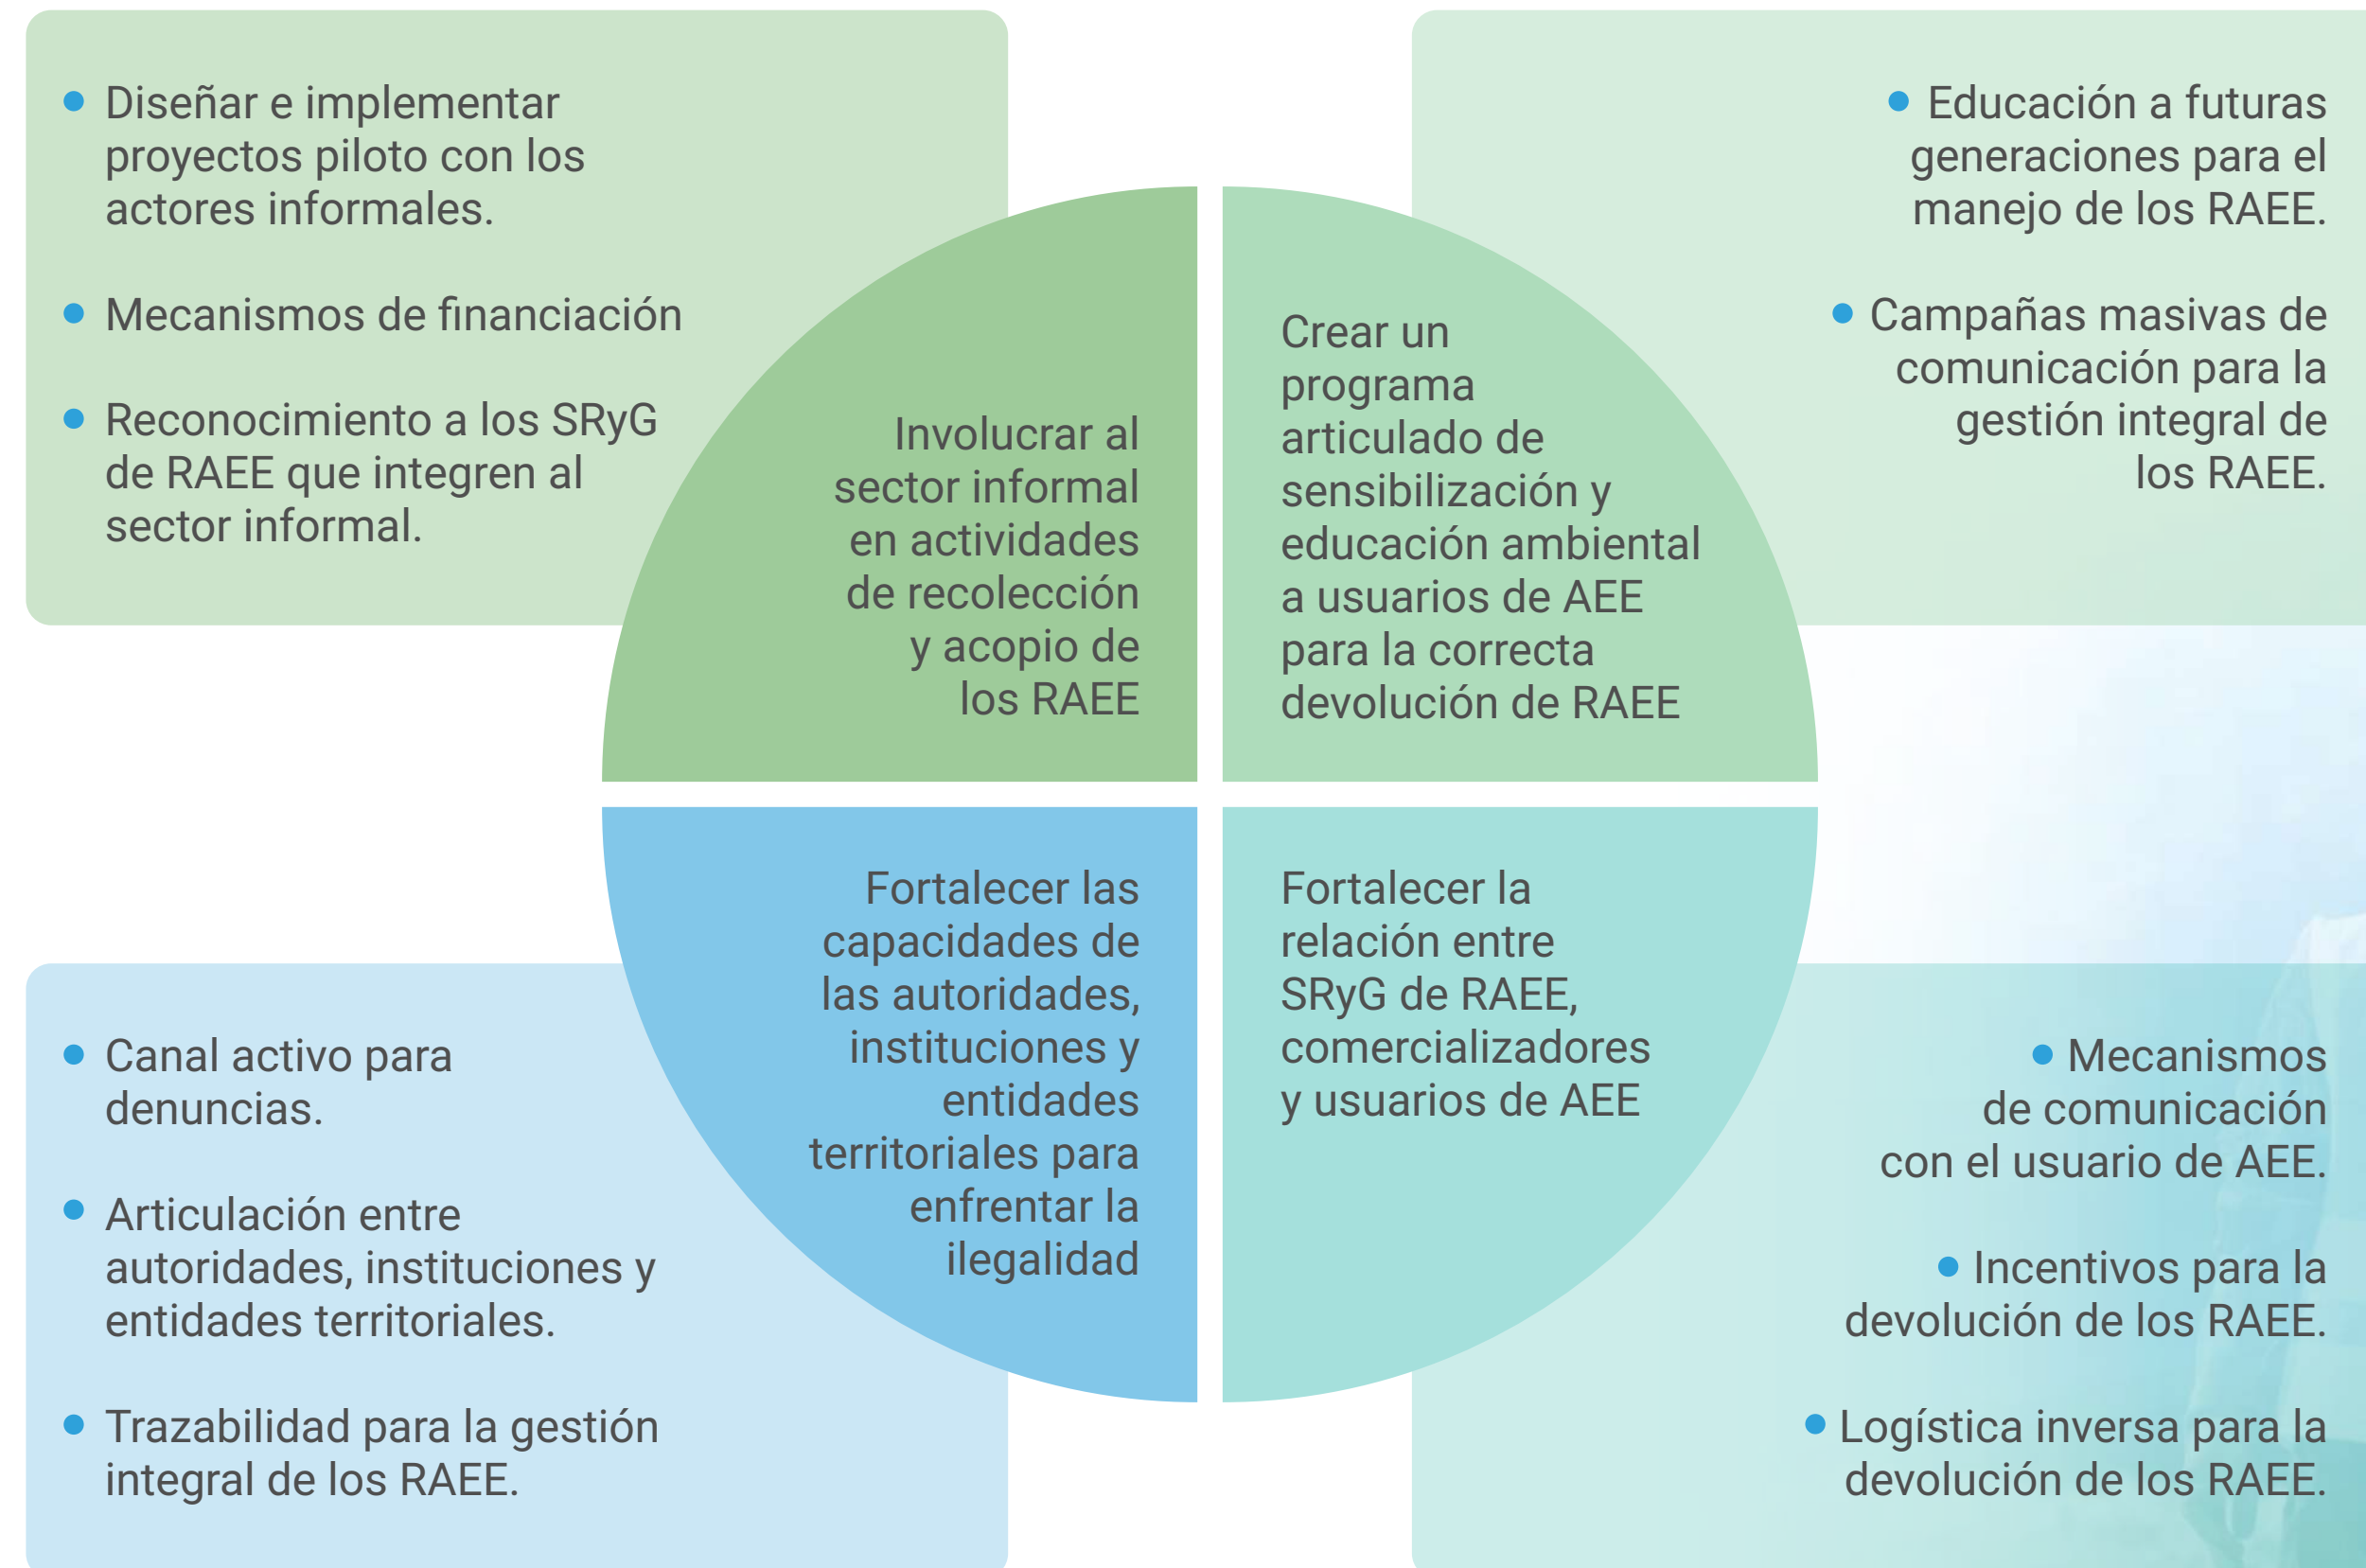 Diseñar e implementar
proyectos piloto con los
actores informales.
Mecanismos de financiación
Reconocimiento a los SRyG
de RAEE que integren al
sector informal.
Involucrar al
sector informal
en actividades
de recolección
y acopio de
los RAEE
Crear un
programa
articulado de
sensibilización y
educación ambiental
a usuarios de AEE
para la correcta
devolución de RAEE
Educación a futuras
generaciones para el
manejo de los RAEE.
Campañas masivas de
comunicación para la
gestión integral de
los RAEE.
Canal activo para
denuncias.
Articulación entre
autoridades, instituciones y
entidades territoriales.
Trazabilidad para la gestión
integral de los RAEE.
Fortalecer las
capacidades de
las autoridades,
instituciones y
entidades
territoriales para
enfrentar la
ilegalidad
Fortalecer la
relación entre
SRyG de RAEE,
comercializadores
y usuarios de AEE
Mecanismos
de comunicación
con el usuario de AEE.
Incentivos para la
devolución de los RAEE.
Logística inversa para la
devolución de los RAEE.